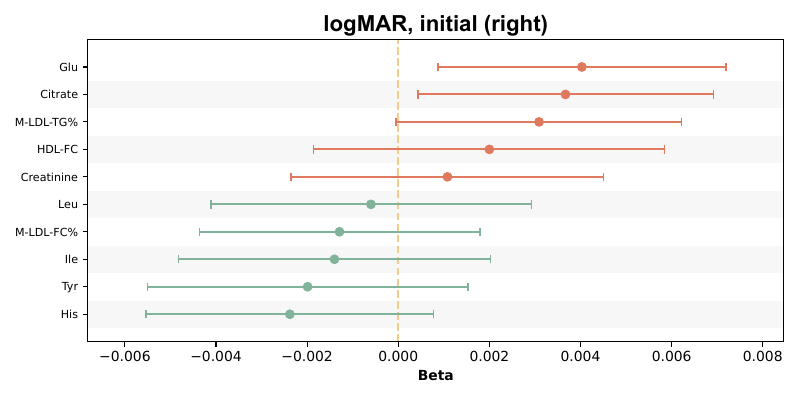 logMAR, initial (right)
Glu
Citrate
M-LDL-TG%
HDL-FC
Creatinine
Leu
M-LDL-FC%
Ile
Tyr
His
−0.006 −0.004 −0.002 0.000 0.002 0.004 0.006 0.008
Beta